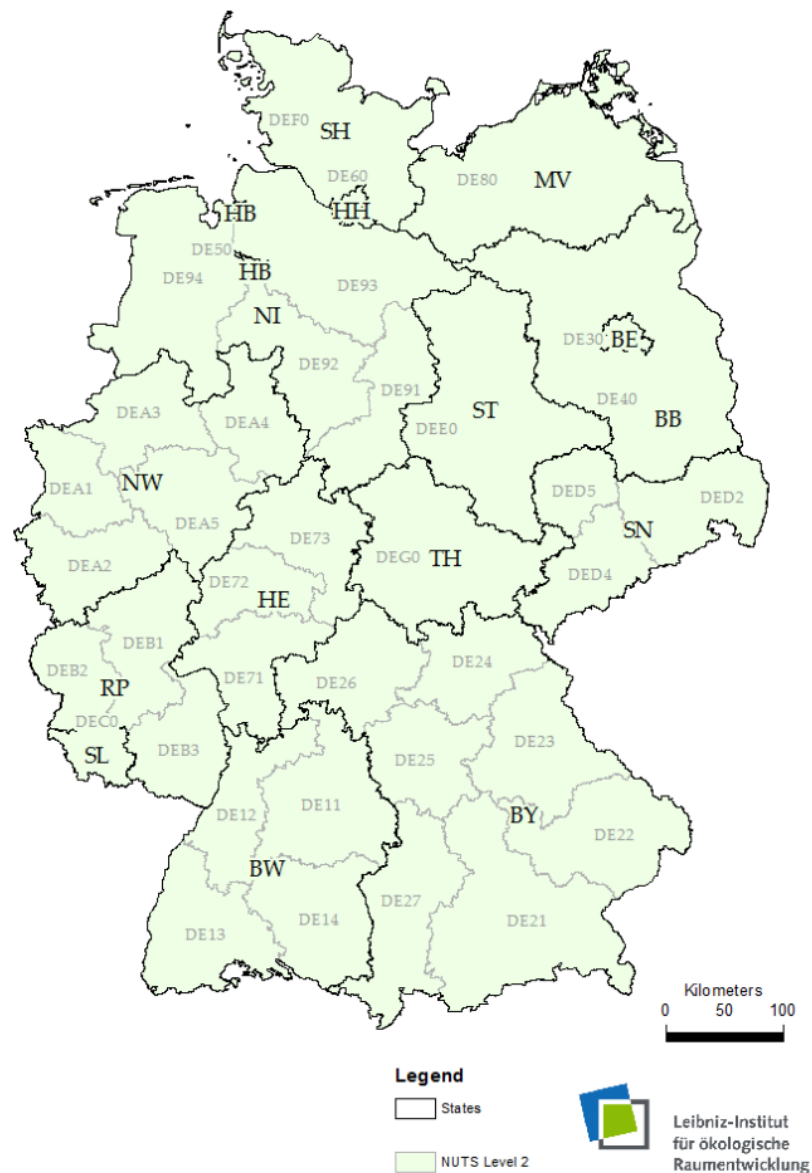 DEF0
SH
DE60
HH
DE80
MV
HB
DE50
HB
DE94
DE93
NI
DE92
DE91
DE30
BE
DE40
BB
ST
DEE0
DEA3
DEA4
DEA1
NW
DEA5
DEA2
DE73
DE72
HE
DE71
DEG0
TH
DED5
DED2
SN
DED4
DEB1
DEB2
RP
DEC0
SL
DEB3
DE26
DE24
DE25
DE23
BY
DE22
DE12
DE11
BW
DE13
DE14
DE27
DE21
Kilometers
0 50 100
Legend
States
NUTS Level 2
Leibniz-Institut
für ökologische
Raumentwicklung